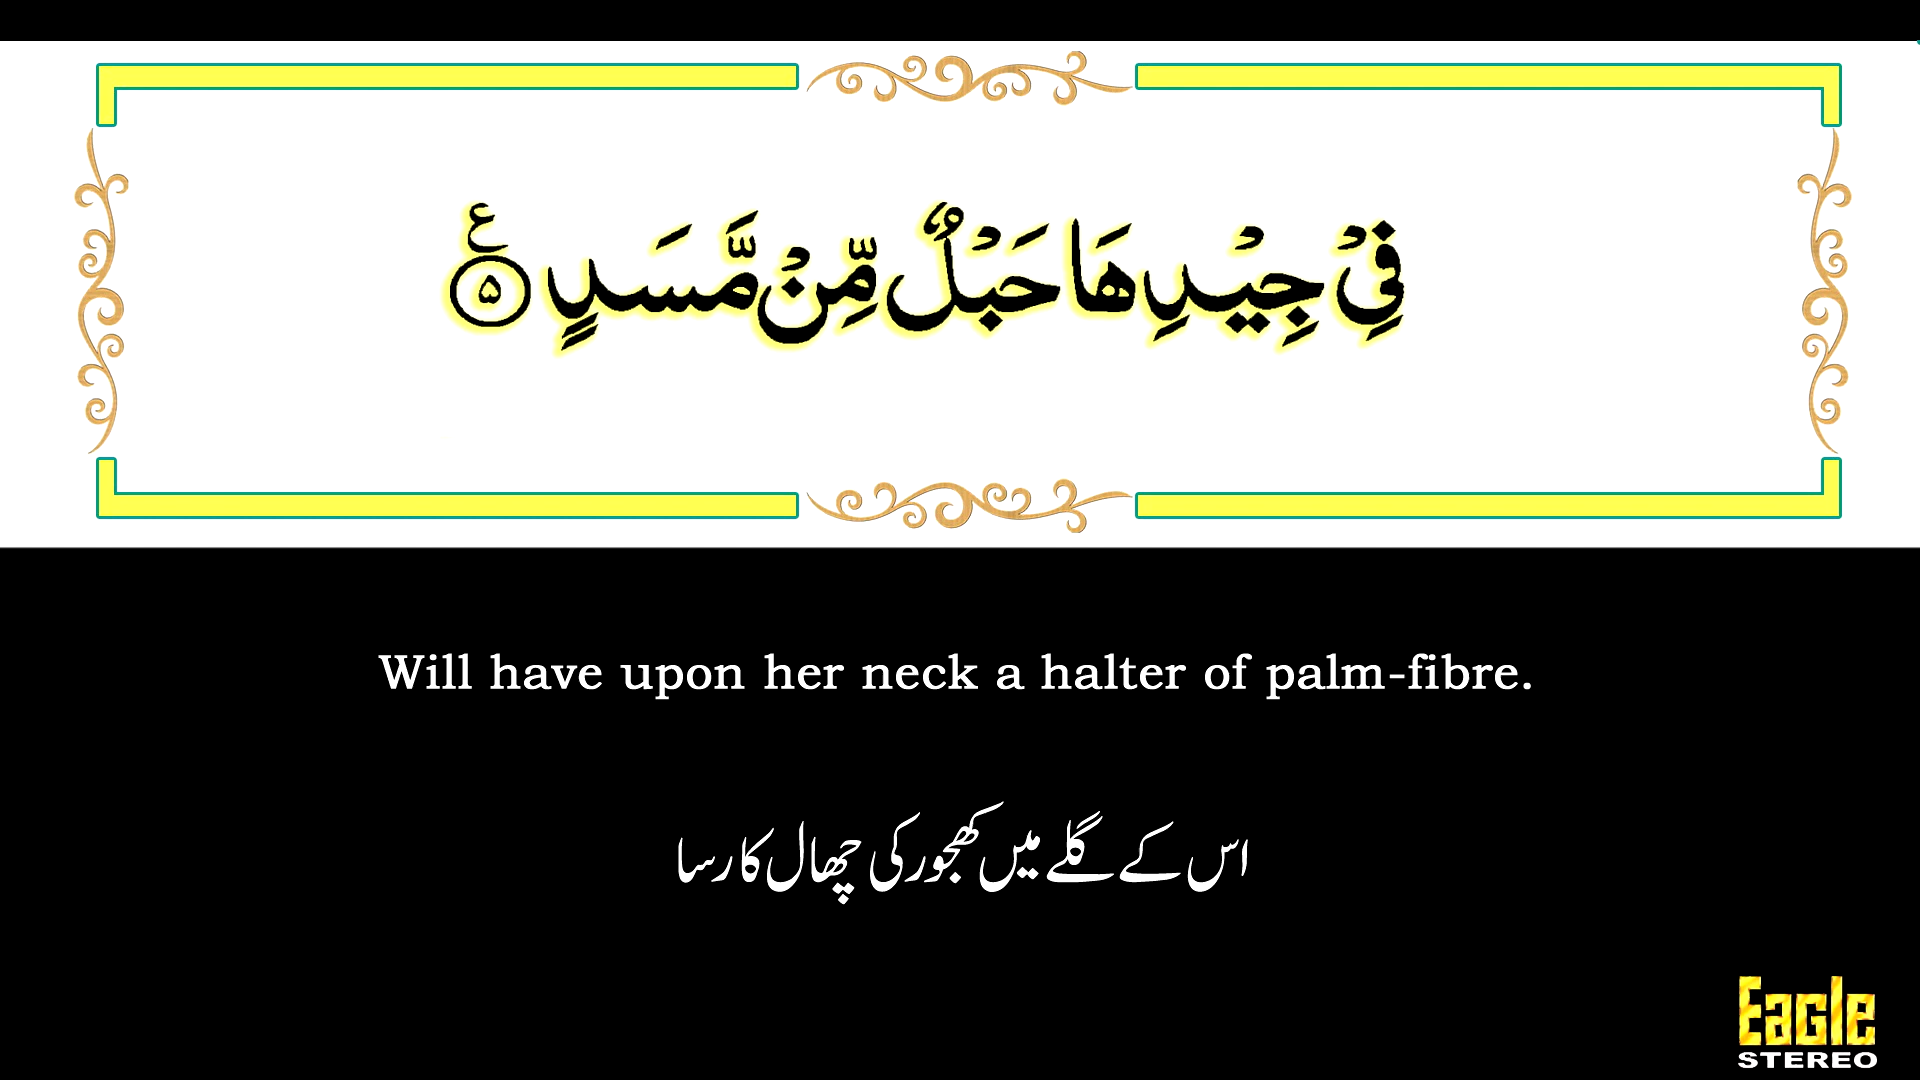 فِیْ جِیْدِهَا حَبْلٌ مِّنْ مَّسَدٍ ۵ ع
Will have upon her neck a halter of palm-fibre.
اس کے گلے میں کھجور کی چھال کا رسا
Eagle
STEREO